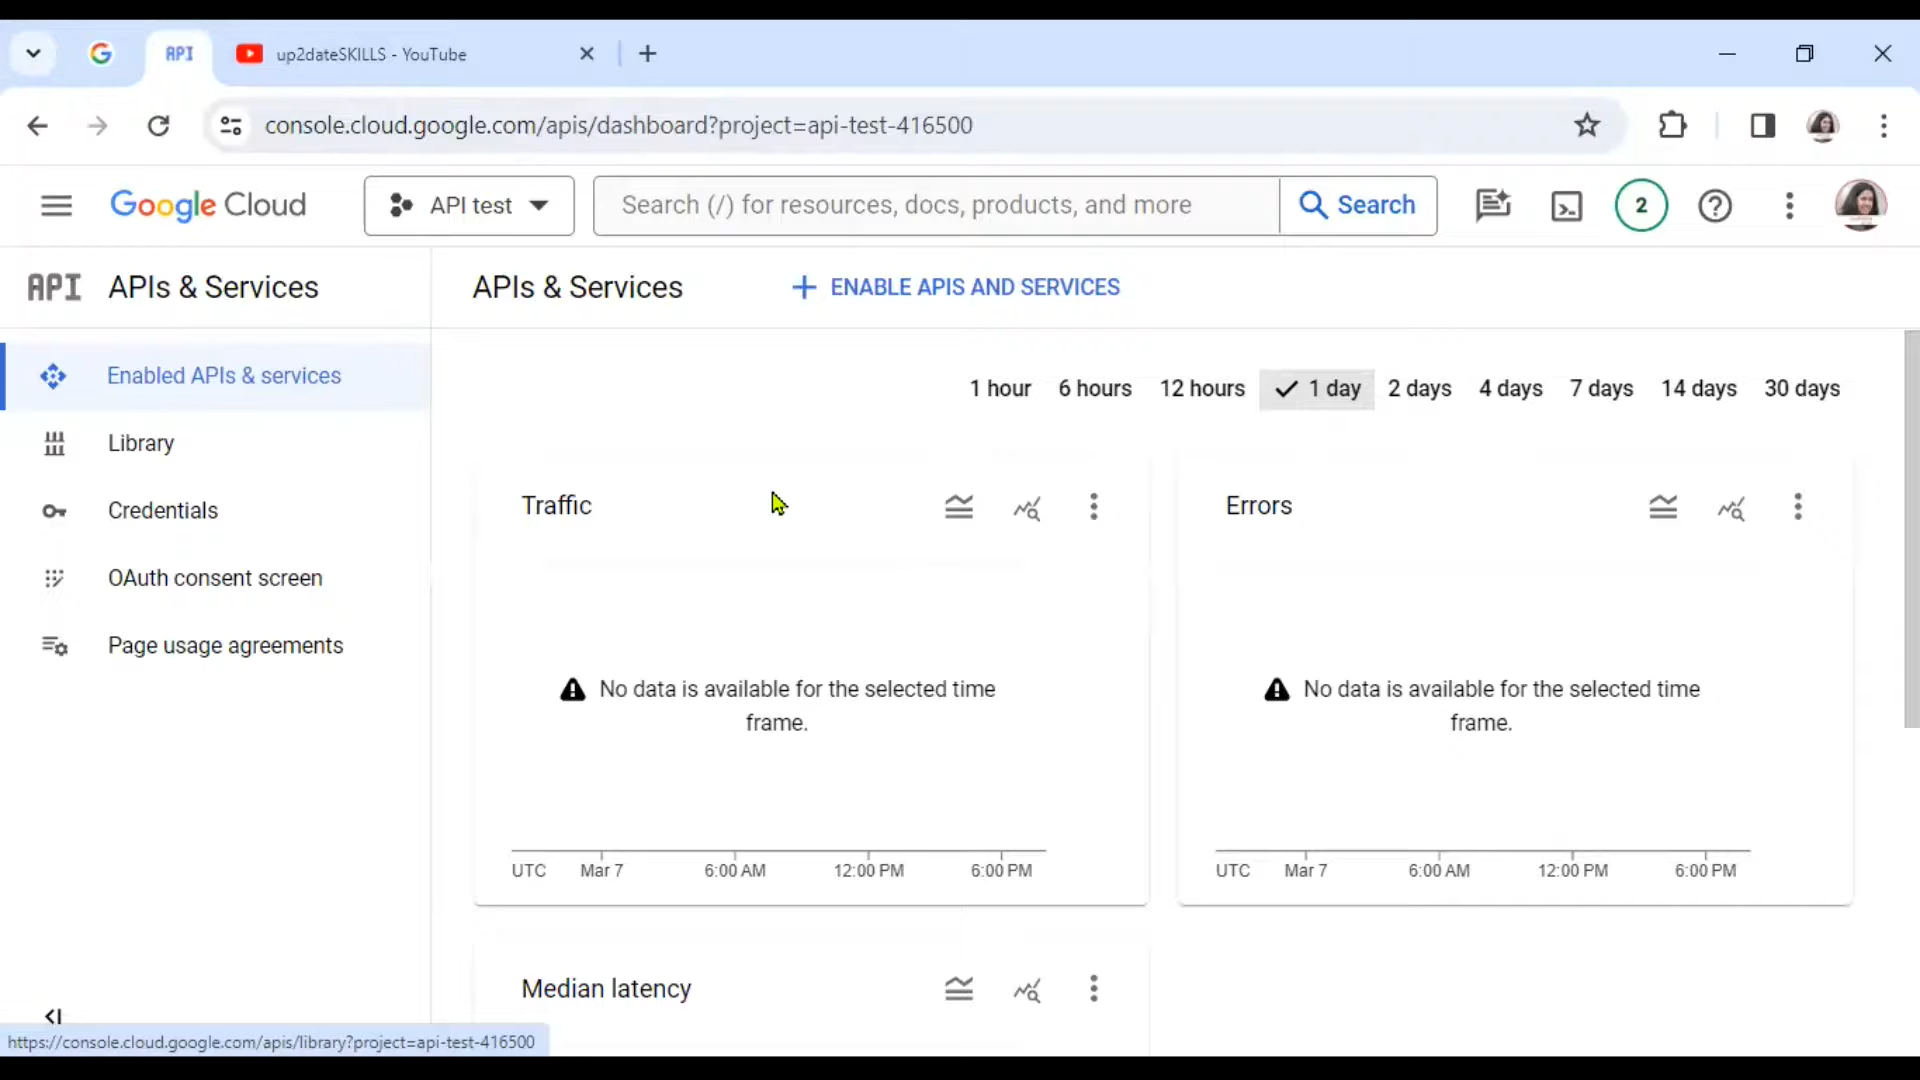 API
up2dateSKILLS - YouTube
console.cloud.google.com/apis/dashboard?project=api-test-416500
Google Cloud
API test
Search (/) for resources, docs, products, and more
Search
2
API
APIs & Services
APIs & Services
ENABLE APIS AND SERVICES
Enabled APIs & services
Library
Credentials
OAuth consent screen
Page usage agreements
1 hour
6 hours
12 hours
1 day
2 days
4 days
7 days
14 days
30 days
Traffic
No data is available for the selected time
frame.
UTC
Mar 7
6:00 AM
12:00 PM
6:00 PM
Errors
No data is available for the selected time
frame.
UTC
Mar 7
6:00 AM
12:00 PM
6:00 PM
Median latency
https://console.cloud.google.com/apis/library?project=api-test-416500